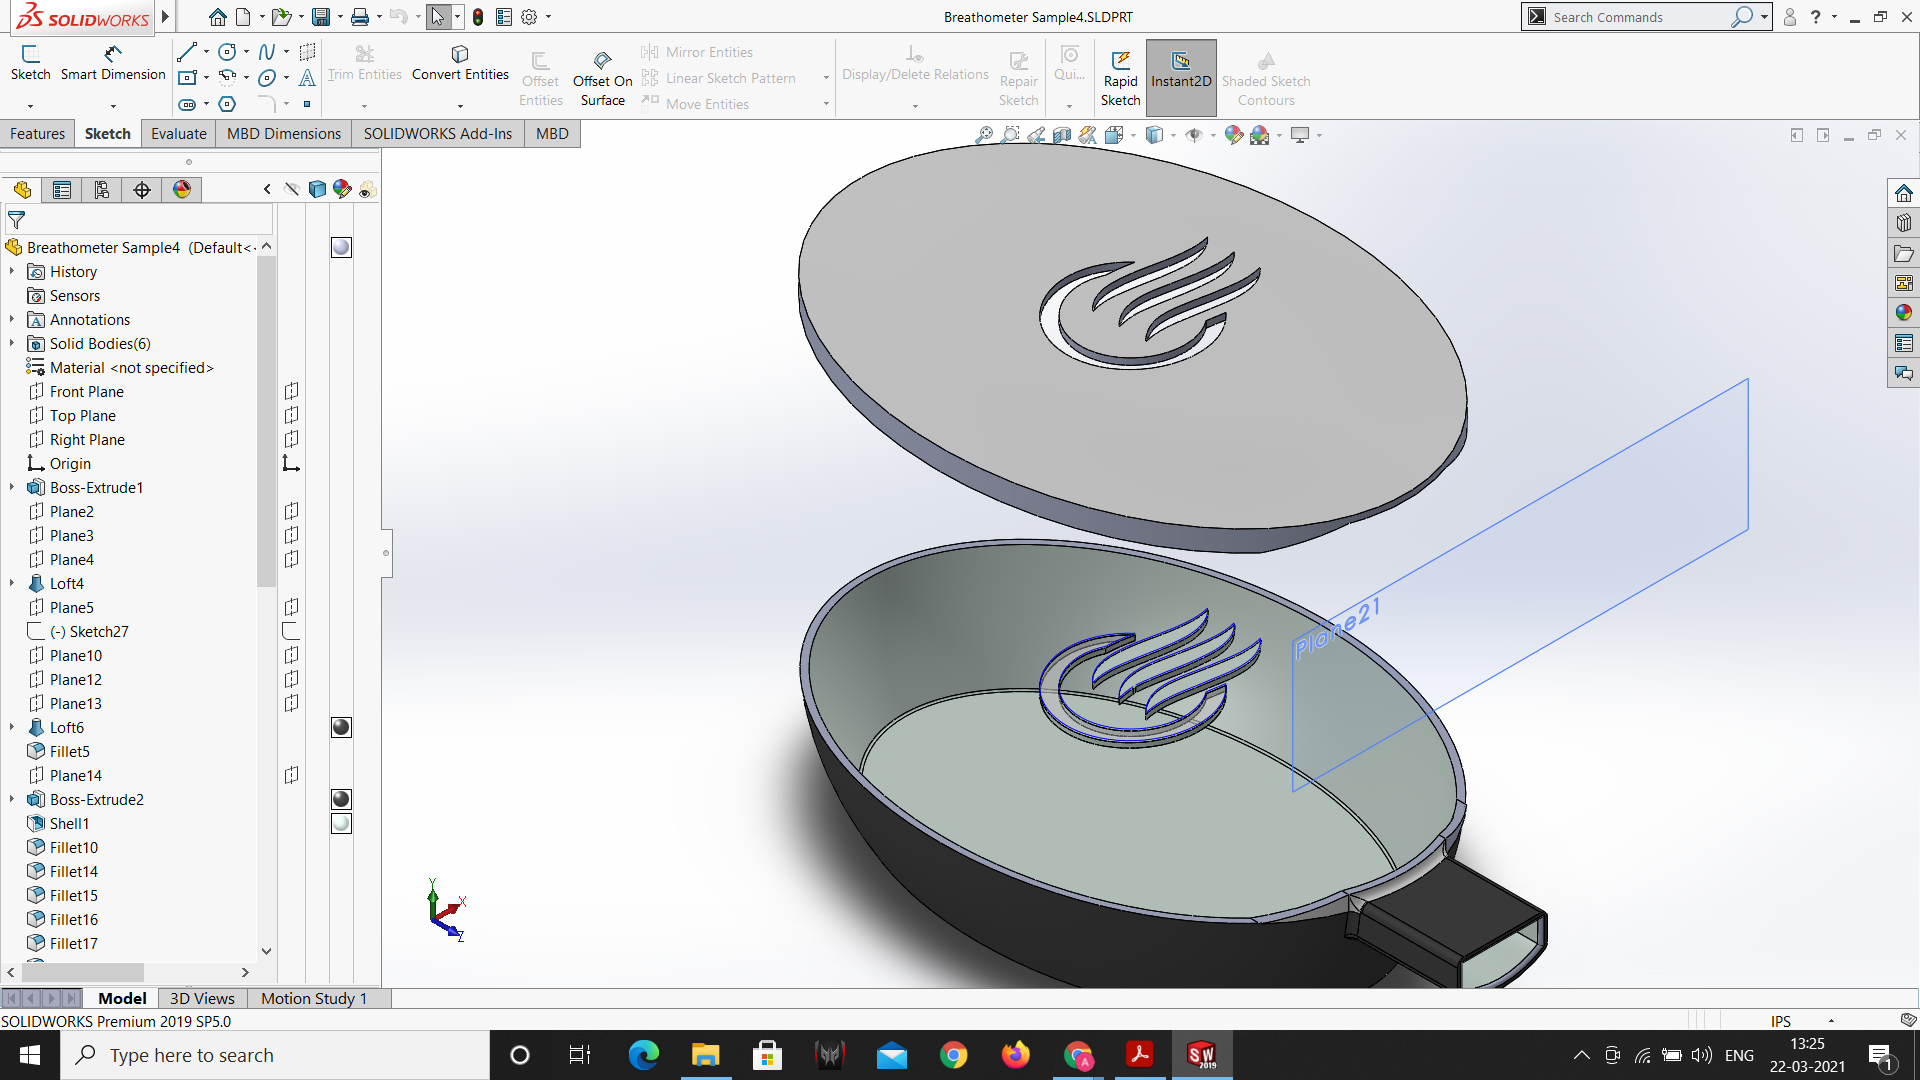 SOLIDWORKS
Breathometer Sample4.SLDPRT
Search Commands
?
Sketch
Smart Dimension
Trim Entities
Convert Entities
Offset Entities
Offset On Surface
Mirror Entities
Linear Sketch Pattern
Move Entities
Display/Delete Relations
Repair Sketch
Qui...
Rapid Sketch
Instant2D
Shaded Sketch Contours
Features
Sketch
Evaluate
MBD Dimensions
SOLIDWORKS Add-Ins
MBD
Breathometer Sample4 (Default<
History
Sensors
Annotations
Solid Bodies(6)
Material <not specified>
Front Plane
Top Plane
Right Plane
Origin
Boss-Extrude1
Plane2
Plane3
Plane4
Loft4
Plane5
(-) Sketch27
Plane10
Plane12
Plane13
Loft6
Fillet5
Plane14
Boss-Extrude2
Shell1
Fillet10
Fillet14
Fillet15
Fillet16
Fillet17
Plane21
Y
X
Z
Model
3D Views
Motion Study 1
SOLIDWORKS Premium 2019 SP5.0
IPS
Type here to search
A
SW
2019
ENG
13:25
22-03-2021
1